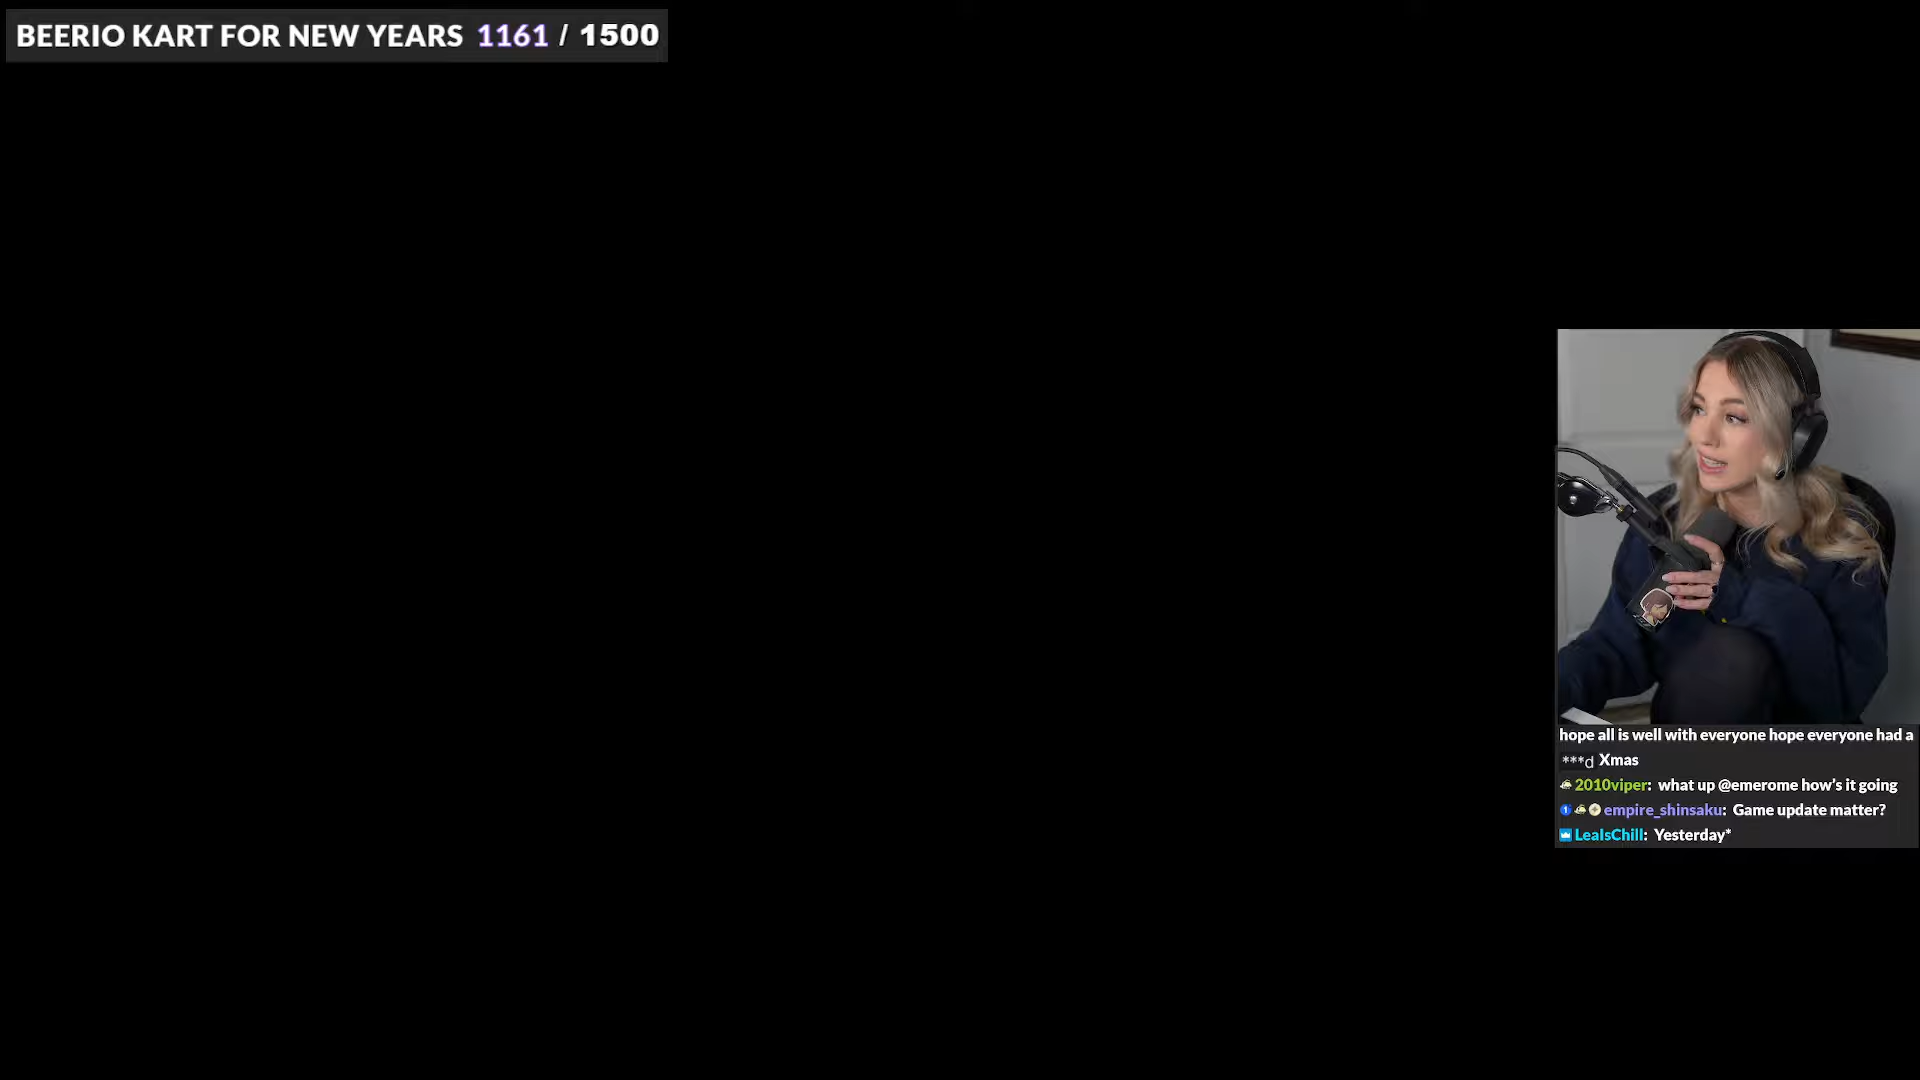 BEERIO KART FOR NEW YEARS 1161 / 1500
hope all is well with everyone hope everyone had a
***d Xmas
2010viper: what up @emerome how's it going
empire_shinsaku: Game update matter?
LealsChill: Yesterday*